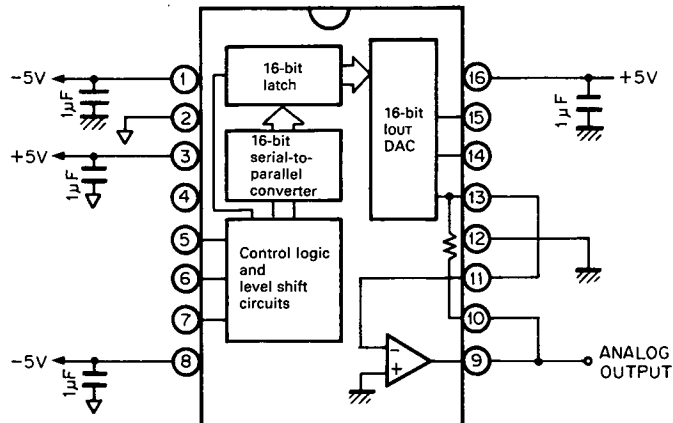 −5V
1μF
+5V
1μF
−5V
1μF
1
2
3
4
5
6
7
8
16-bit
latch
16-bit
serial-to-
parallel
converter
Control logic
and
level shift
circuits
16-bit
IOUT
DAC
−
+
16
15
14
13
12
11
10
9
+5V
1μF
ANALOG
OUTPUT